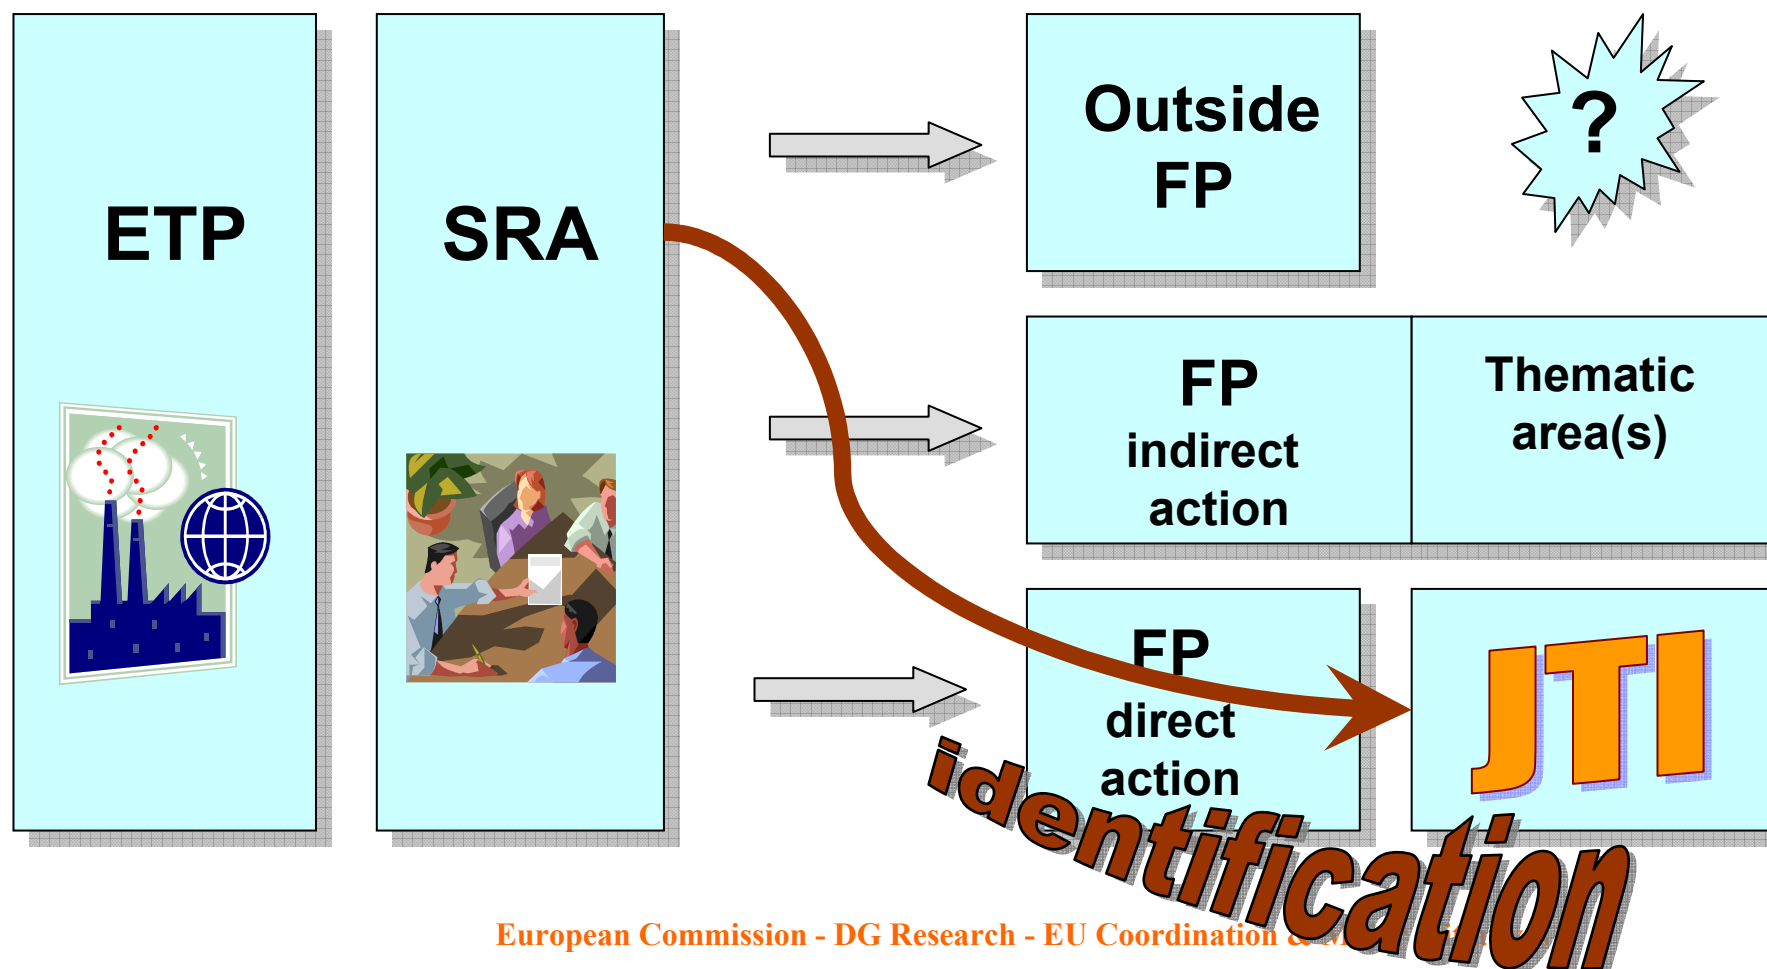 ETP
SRA
Outside
FP
?
FP
indirect
action
Thematic
area(s)
FP
direct
action
JTI
identification
European Commission - DG Research - EU Coordination &